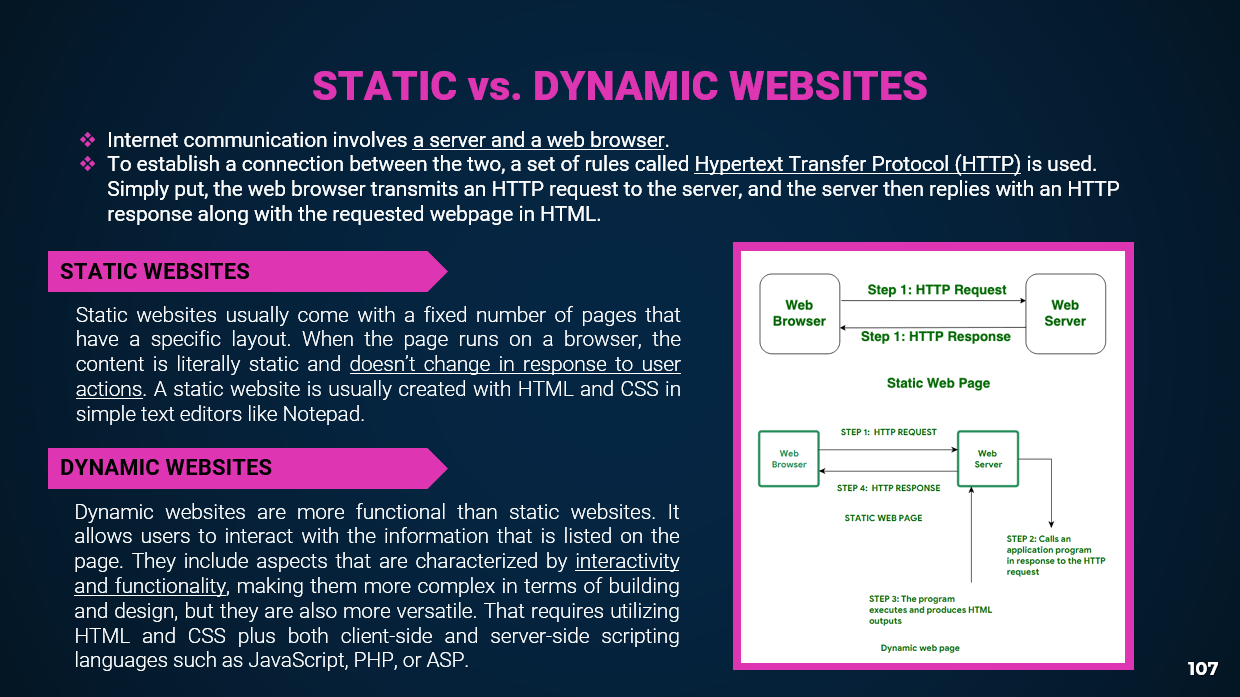 STATIC vs. DYNAMIC WEBSITES
❖ Internet communication involves a server and a web browser.
❖ To establish a connection between the two, a set of rules called Hypertext Transfer Protocol (HTTP) is used.
Simply put, the web browser transmits an HTTP request to the server, and the server then replies with an HTTP
response along with the requested webpage in HTML.
STATIC WEBSITES
Static websites usually come with a fixed number of pages that
have a specific layout. When the page runs on a browser, the
content is literally static and doesn't change in response to user
actions. A static website is usually created with HTML and CSS in
simple text editors like Notepad.
DYNAMIC WEBSITES
Dynamic websites are more functional than static websites. It
allows users to interact with the information that is listed on the
page. They include aspects that are characterized by interactivity
and functionality, making them more complex in terms of building
and design, but they are also more versatile. That requires utilizing
HTML and CSS plus both client-side and server-side scripting
languages such as JavaScript, PHP, or ASP.
Web
Browser
Step 1: HTTP Request
Step 1: HTTP Response
Web
Server
Static Web Page
STEP 1: HTTP REQUEST
Web
Browser
Web
Server
STEP 4: HTTP RESPONSE
STATIC WEB PAGE
STEP 2: Calls an
application program
in response to the HTTP
request
STEP 3: The program
executes and produces HTML
outputs
Dynamic web page
107